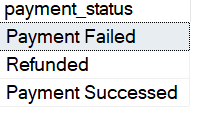 payment_status
Payment Failed
Refunded
Payment Successed